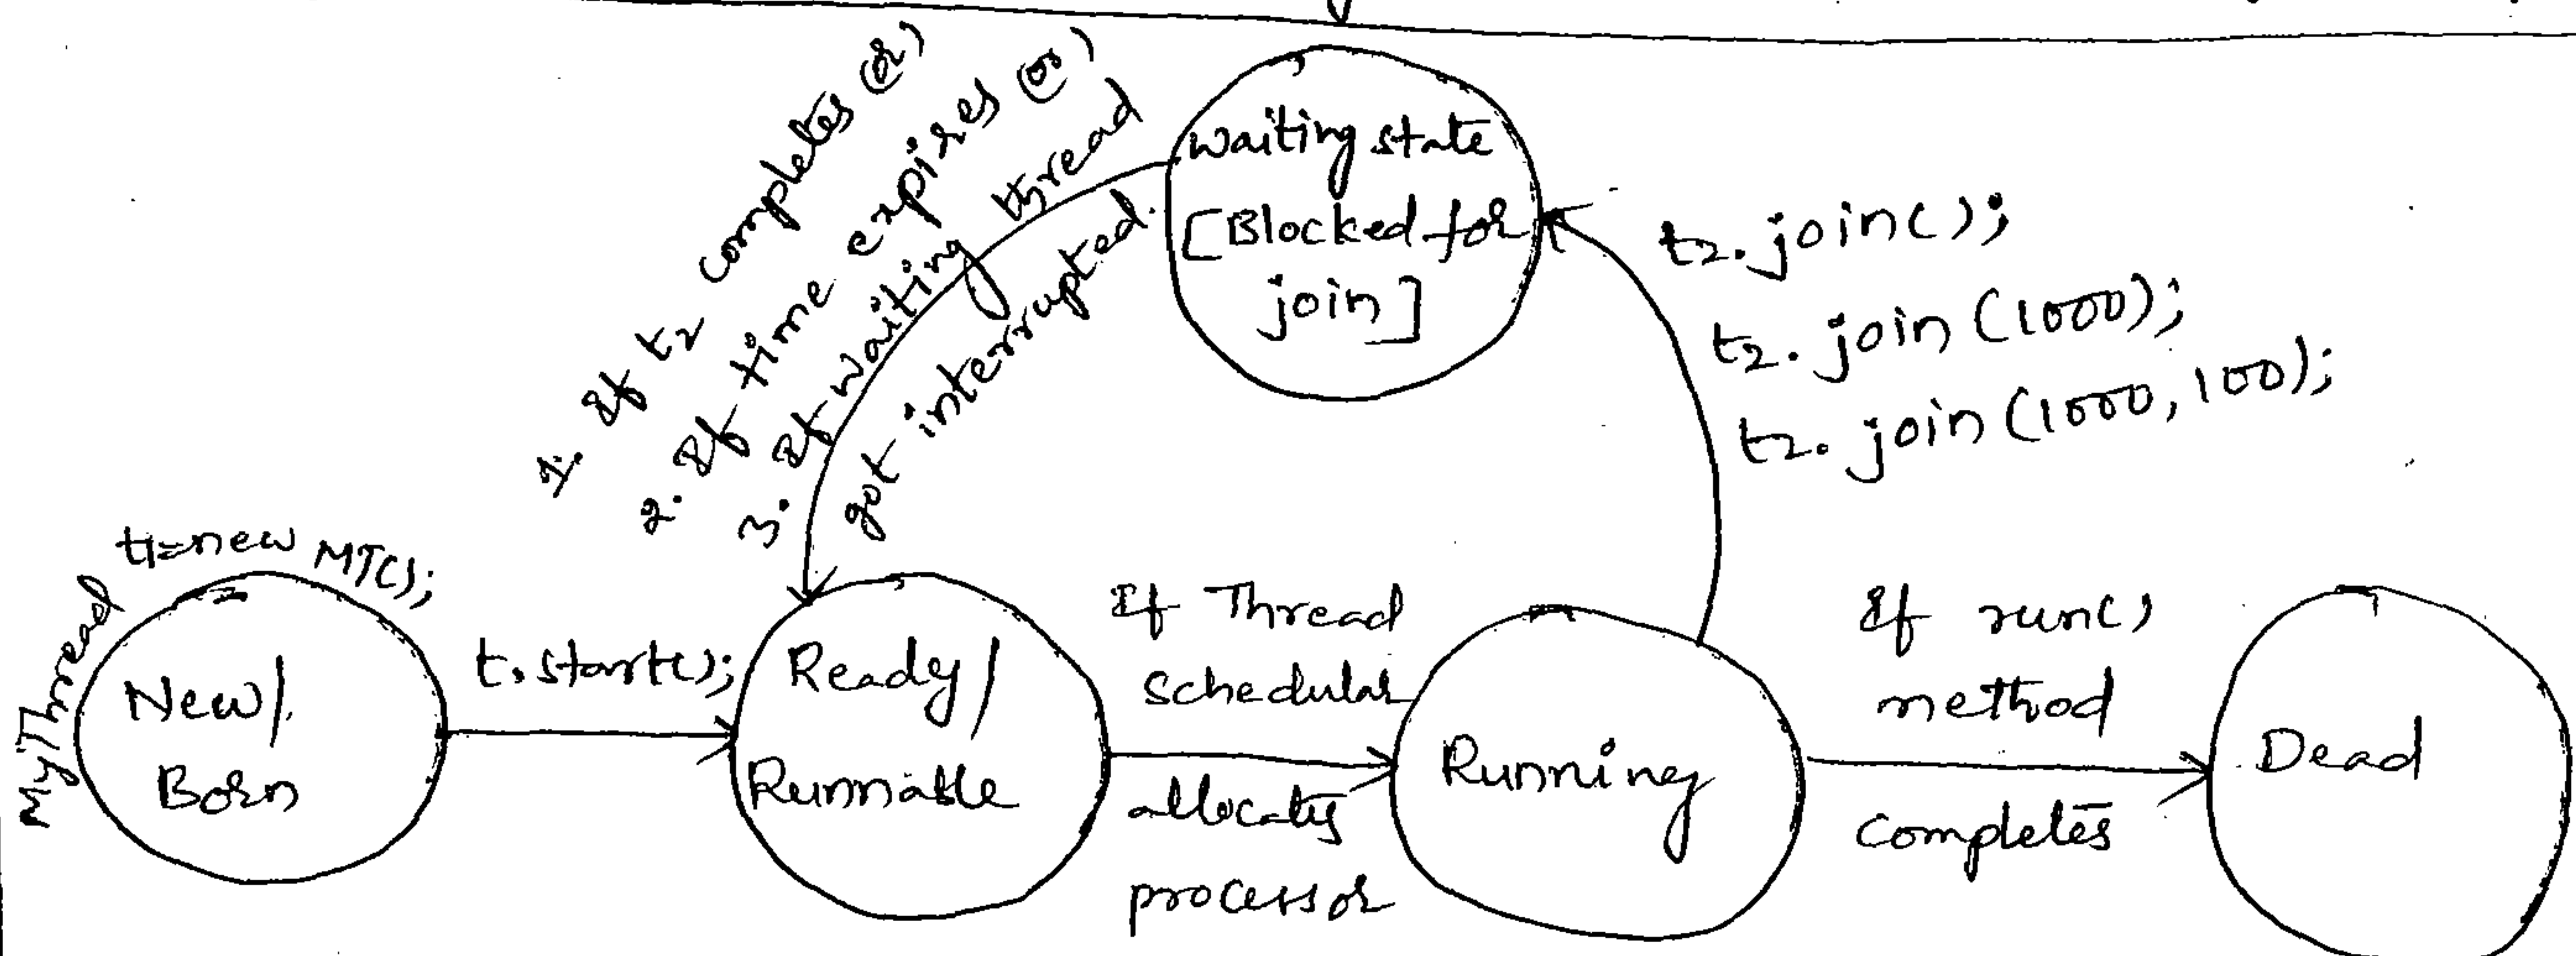 1. If t2 completes (or)
2. If time expires (or)
3. If waiting thread
got interrupted.
Waiting state
[Blocked for
join]
t2.join();
t2.join(1000);
t2.join(1000,100);
MyThread t1=new MT();
New/
Born
t.start();
Ready/
Runnable
If Thread
Schedular
allocates
processor
Running
If run()
method
completes
Dead